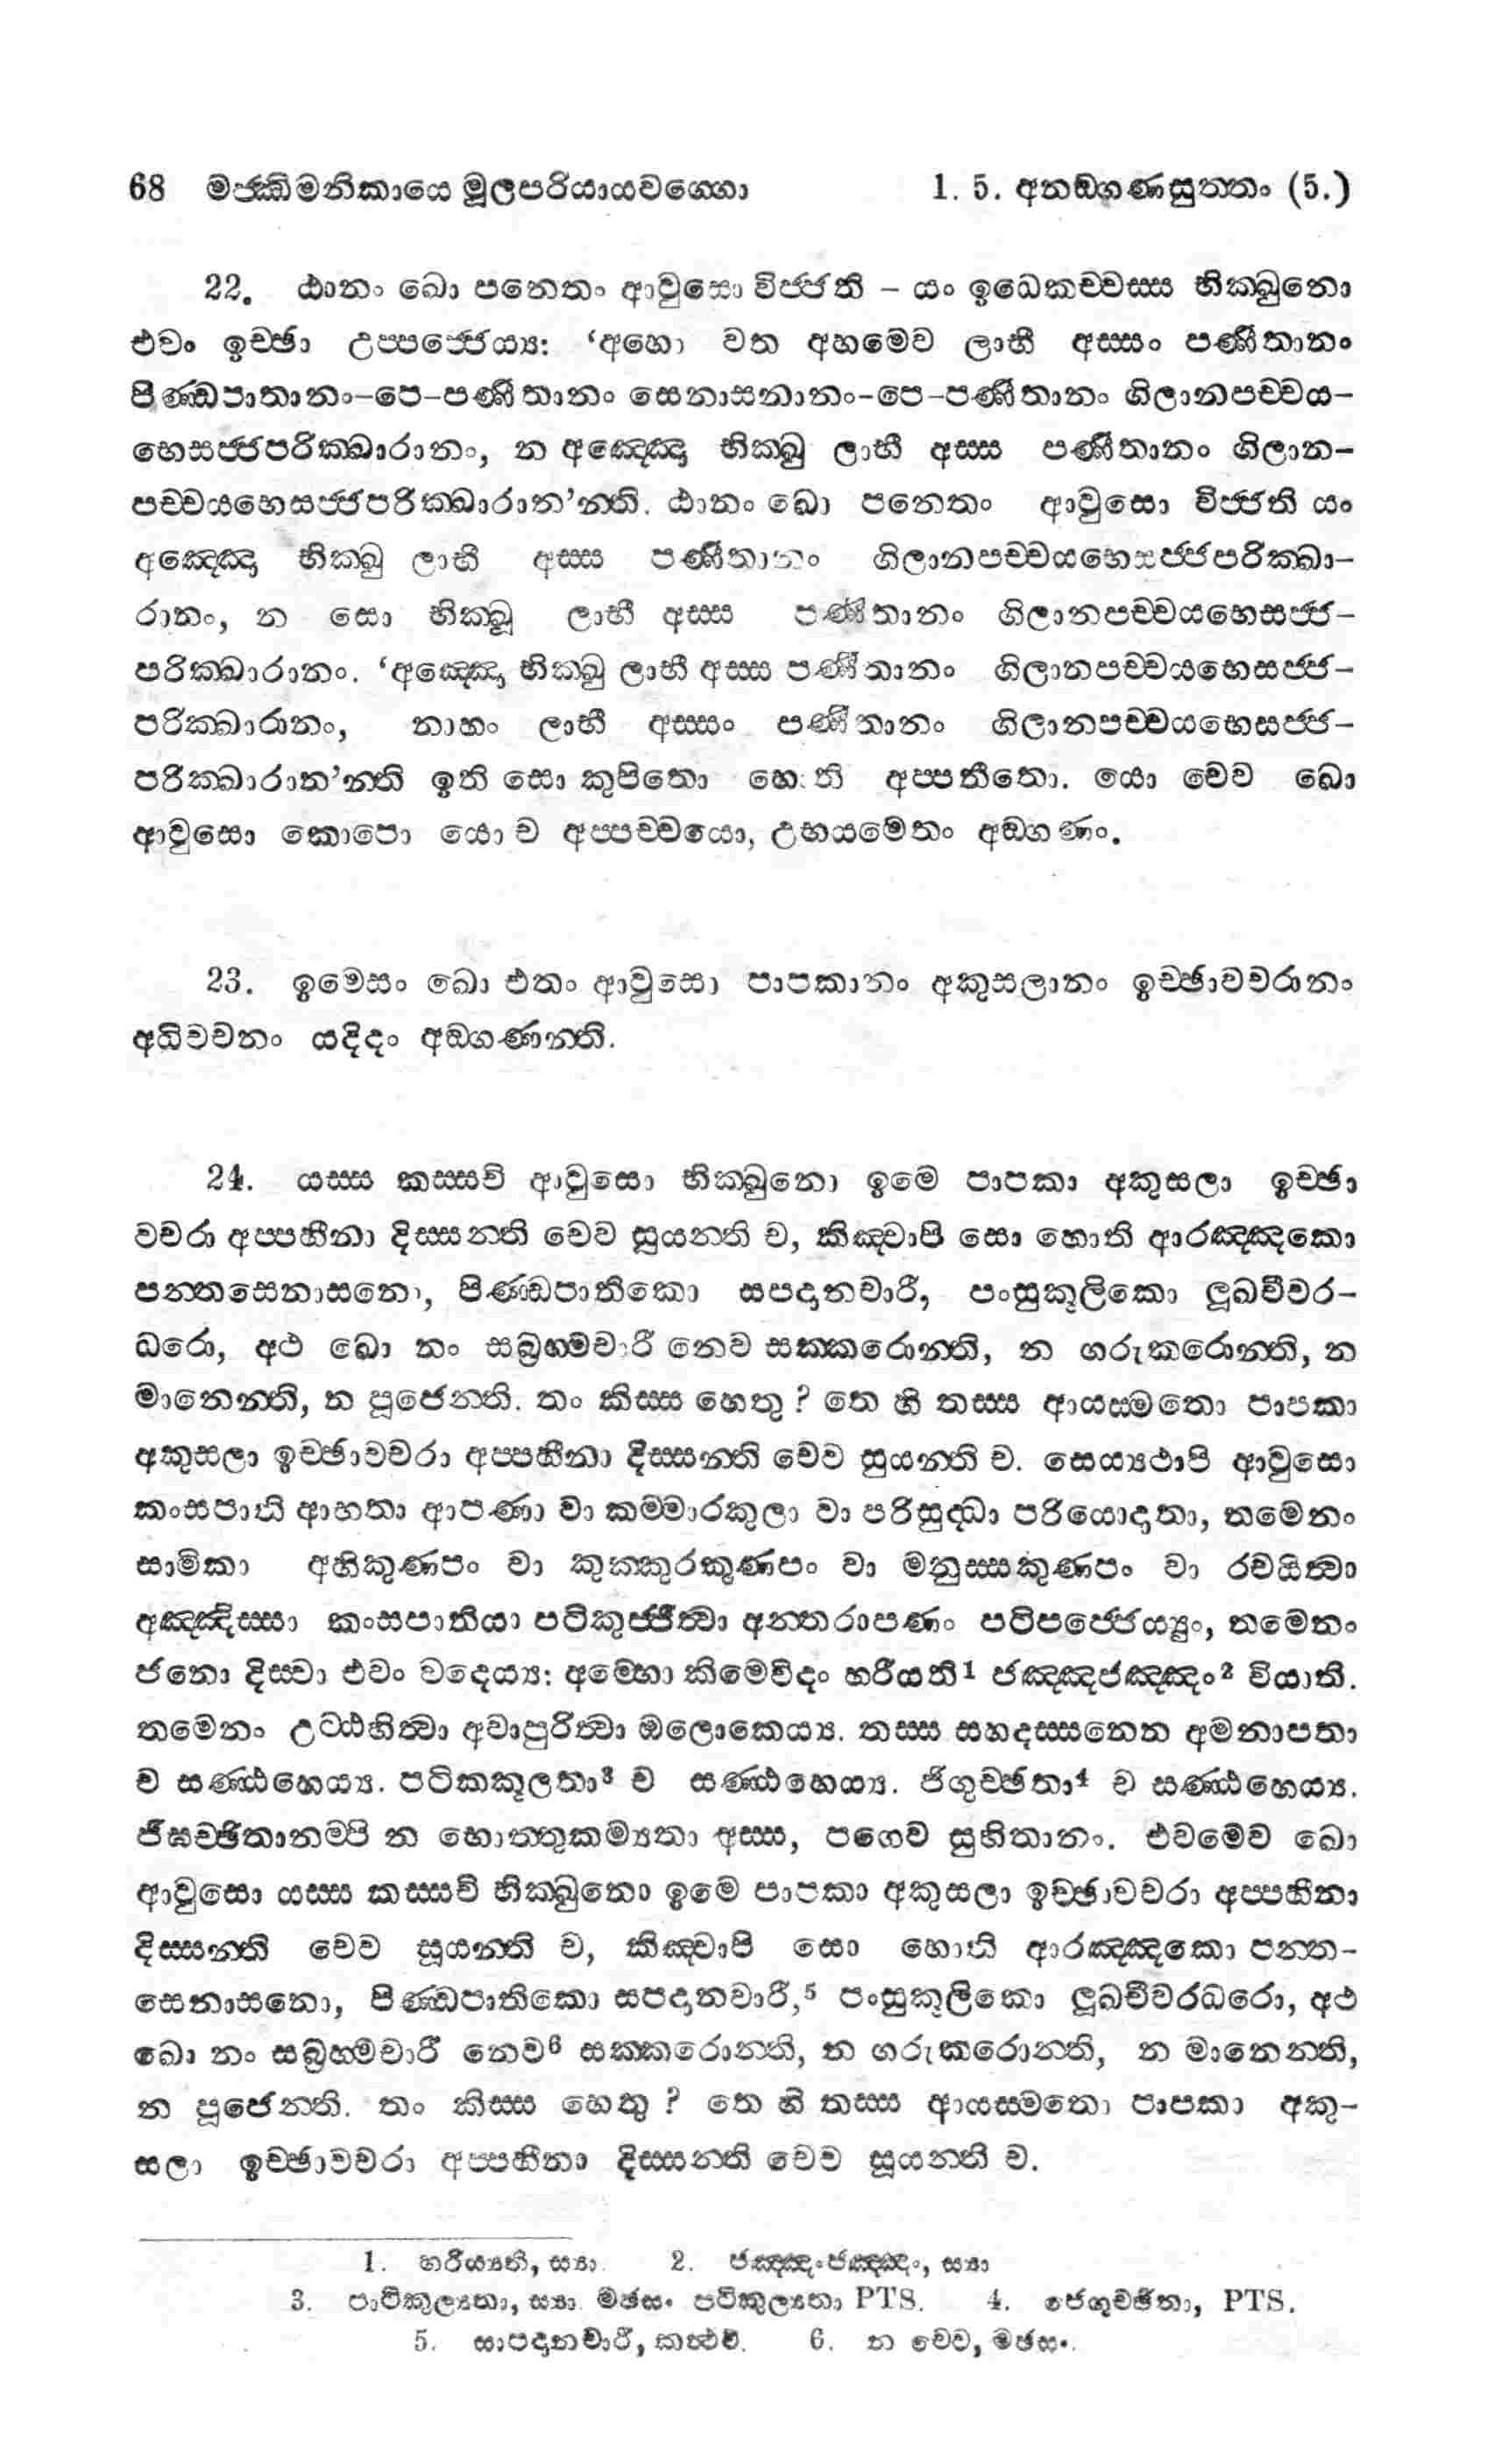 68 මජ්ඣිමනිකායෙ මූලපරියායවග්ගො 1. 5. අනඞ්ගණසුත්තං (5.)
22. ඨානං ඛො පනෙතං ආවුසො විජ්ජති – යං ඉධෙකච්චස්ස භික්ඛුනො
එවං ඉච්ඡා උප්පජ්ජෙය්‍ය: ‘අහො වත අහමෙව ලාභී අස්සං පණීතානං
පිණ්ඩපාතානං–පෙ–පණීතානං සෙනාසනානං–පෙ–පණීතානං ගිලානපච්චය–
භෙසජ්ජපරික්ඛාරානං, න අඤ්ඤො භික්ඛු ලාභී අස්ස පණීතානං ගිලාන–
පච්චයභෙසජ්ජපරික්ඛාරාන’න්ති. ඨානං ඛො පනෙතං ආවුසො විජ්ජති යං
අඤ්ඤො භික්ඛු ලාභී අස්ස පණීතානං ගිලානපච්චයභෙසජ්ජපරික්ඛා–
රානං, න සො භික්ඛූ ලාභී අස්ස පණීතානං ගිලානපච්චයභෙසජ්ජ–
පරික්ඛාරානං. ‘අඤ්ඤො භික්ඛු ලාභී අස්ස පණීතානං ගිලානපච්චයභෙසජ්ජ–
පරික්ඛාරානං, නාහං ලාභී අස්සං පණීතානං ගිලානපච්චයභෙසජ්ජ–
පරික්ඛාරාන’න්ති ඉති සො කුපිතො හොති අප්පතීතො. යො චෙව ඛො
ආවුසො කොපො යො ච අප්පච්චයො, උභයමෙතං අඞ්ගණං.
23. ඉමෙසං ඛො එතං ආවුසො පාපකානං අකුසලානං ඉච්ඡාවචරානං
අධිවචනං යදිදං අඞ්ගණන්ති.
24. යස්ස කස්සචි ආවුසො භික්ඛුනො ඉමෙ පාපකා අකුසලා ඉච්ඡා
වචරා අප්පහීනා දිස්සන්ති චෙව සුයන්ති ච, කිඤ්චාපි සො හොති ආරඤ්ඤකො
පන්තසෙනාසනො, පිණ්ඩපාතිකො සපදානචාරී, පංසුකූලිකො ලූඛචීවර–
ධරො, අථ ඛො නං සබ්‍රහ්මචාරී නෙව සක්කරොන්ති, න ගරුකරොන්ති, න
මානෙන්ති, න පූජෙන්ති. තං කිස්ස හෙතු ? තෙ හි තස්ස ආයස්මතො පාපකා
අකුසලා ඉච්ඡාවචරා අප්පහීනා දිස්සන්ති චෙව සුයන්ති ච. සෙය්‍යථාපි ආවුසො
කංසපාති ආහතා ආපණා වා කම්මාරකුලා වා පරිසුද්ධා පරියොදාතා, තමෙනං
සාමිකා අහිකුණපං වා කුක්කුරකුණපං වා මනුස්සකුණපං වා රචයිත්වා
අඤ්ඤිස්සා කංසපාතියා පටිකුජ්ජිත්වා අන්තරාපණං පටිපජ්ජෙය්‍යුං, තමෙනං
ජනො දිස්වා එවං වදෙය්‍ය: අම්භො කිමෙවිදං හරීයති¹ ජඤ්ඤජඤ්ඤං² වියාති.
තමෙනං උට්ඨහිත්වා අවාපුරිත්වා ඔලොකෙය්‍ය. තස්ස සහදස්සනෙන අමනාපතා
ච සණ්ඨහෙය්‍ය. පටික්කූලතා³ ච සණ්ඨහෙය්‍ය. ජිගුච්ඡතා⁴ ච සණ්ඨහෙය්‍ය.
ජිඝච්ඡිතානම්පි න භොත්තුකම්‍යතා අස්ස, පගෙව සුහිතානං. එවමෙව ඛො
ආවුසො යස්ස කස්සචි භික්ඛුනො ඉමෙ පාපකා අකුසලා ඉච්ඡාවචරා අප්පහීනා
දිස්සන්ති චෙව සූයන්ති ච, කිඤ්චාපි සො හොති ආරඤ්ඤකො පන්ත–
සෙනාසනො, පිණ්ඩපාතිකො සපදානචාරී,⁵ පංසුකූලිකො ලූඛචීවරධරො, අථ
ඛො නං සබ්‍රහ්මචාරී නෙව⁶ සක්කරොන්ති, න ගරුකරොන්ති, න මානෙන්ති,
න පූජෙන්ති. තං කිස්ස හෙතු ? තෙ හි තස්ස ආයස්මතො පාපකා අකු–
සලා ඉච්ඡාවචරා අප්පහීනා දිස්සන්ති චෙව සූයන්ති ච.
1. හරීය්‍යති, ස්‍යා. 2. ජඤ්ඤංජඤ්ඤං, ස්‍යා
3. පාටිකුල්‍යතා, ස්‍යා මඡසං පටිකුල්‍යතා PTS. 4. ජෙගුච්ඡිතා, PTS.
5. සාපදානචාරී, කත්ථචි. 6. න චෙව, මඡසං.